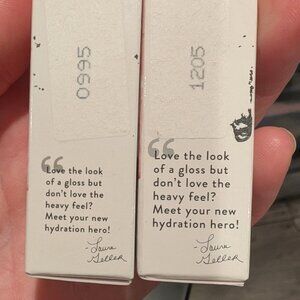 0995
“
Love the look
of a gloss but
don't love the
heavy feel?
Meet your new
hydration hero!
-Laura
Geller
1205
“
Love the look
of a gloss but
don't love the
heavy feel?
Meet your new
hydration hero!
-Laura
Geller